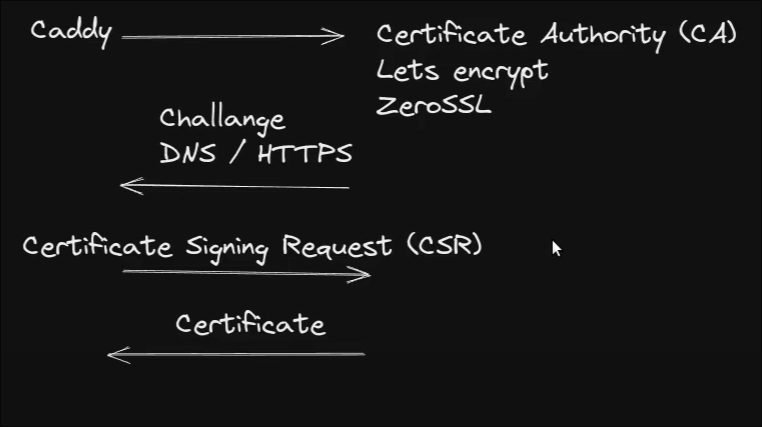 Caddy
Certificate Authority (CA)
Lets encrypt
ZeroSSL
Challange
DNS / HTTPS
Certificate Signing Request (CSR)
Certificate